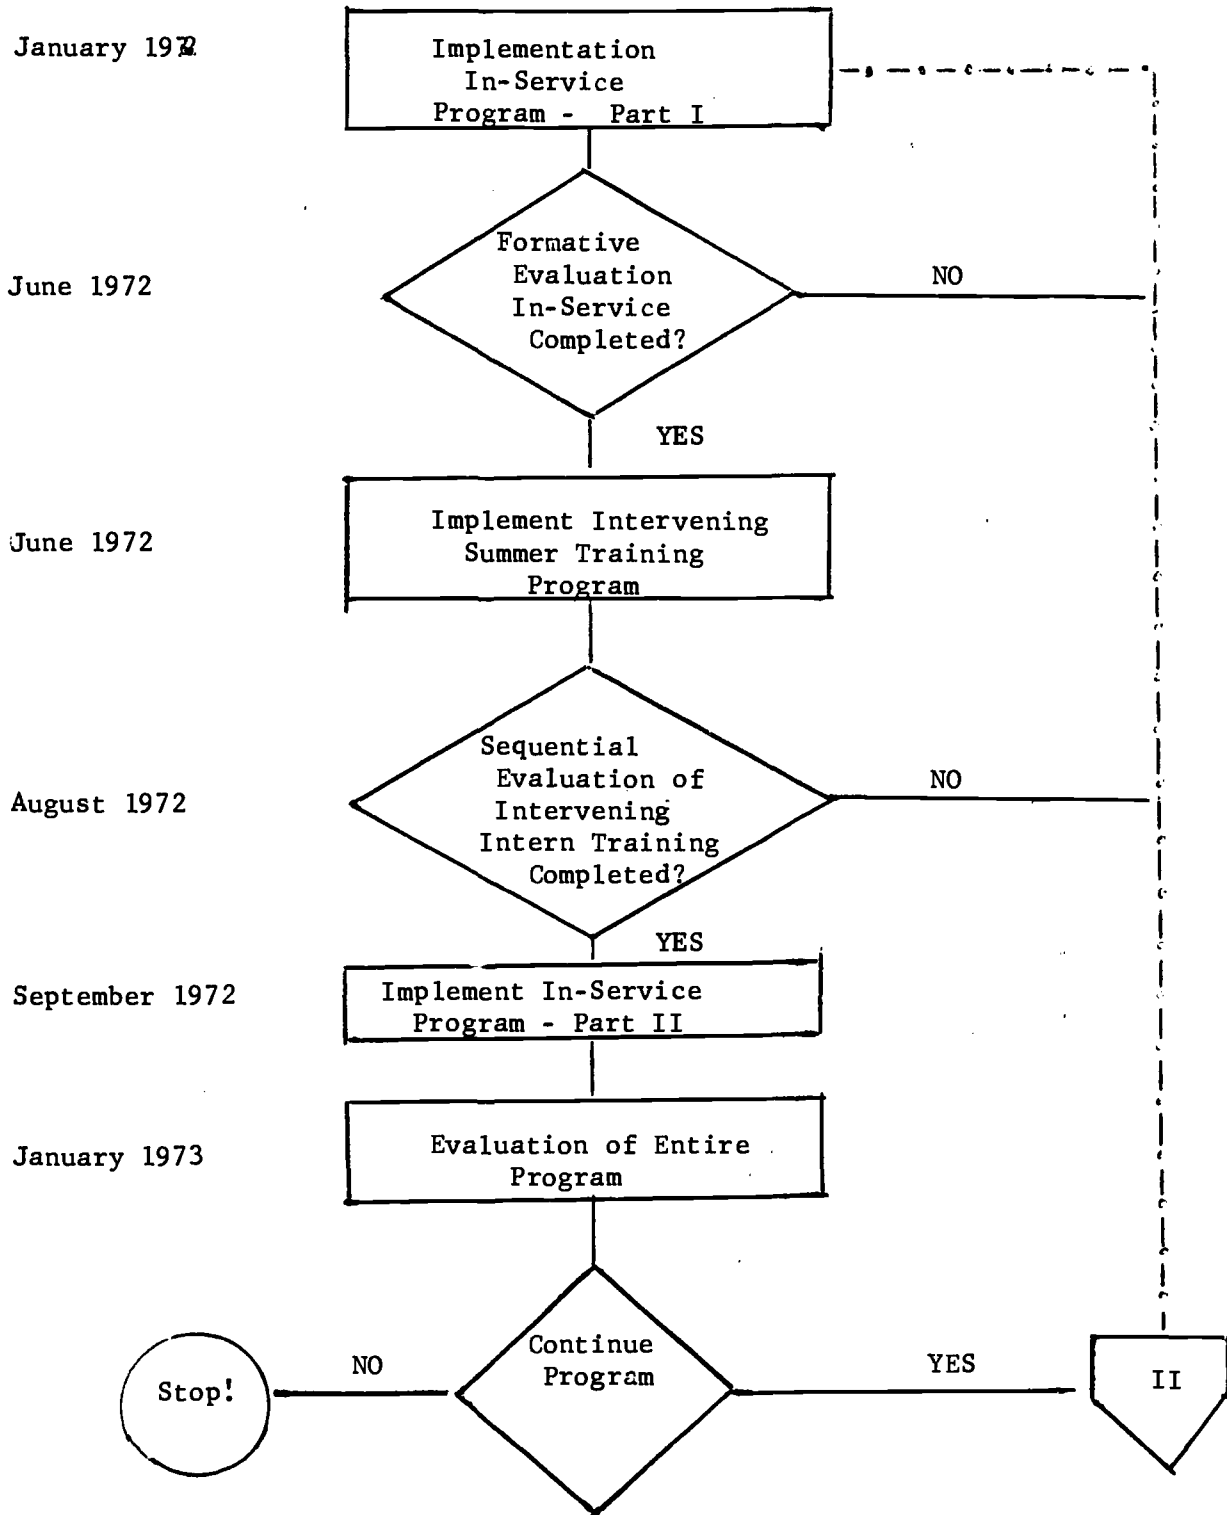 January 1972
Implementation
In-Service
Program - Part I
Formative
Evaluation
In-Service
Completed?
June 1972
NO
YES
June 1972
Implement Intervening
Summer Training
Program
Sequential
Evaluation of
Intervening
Intern Training
Completed?
August 1972
NO
YES
September 1972
Implement In-Service
Program - Part II
January 1973
Evaluation of Entire
Program
Continue
Program
NO
YES
Stop!
II